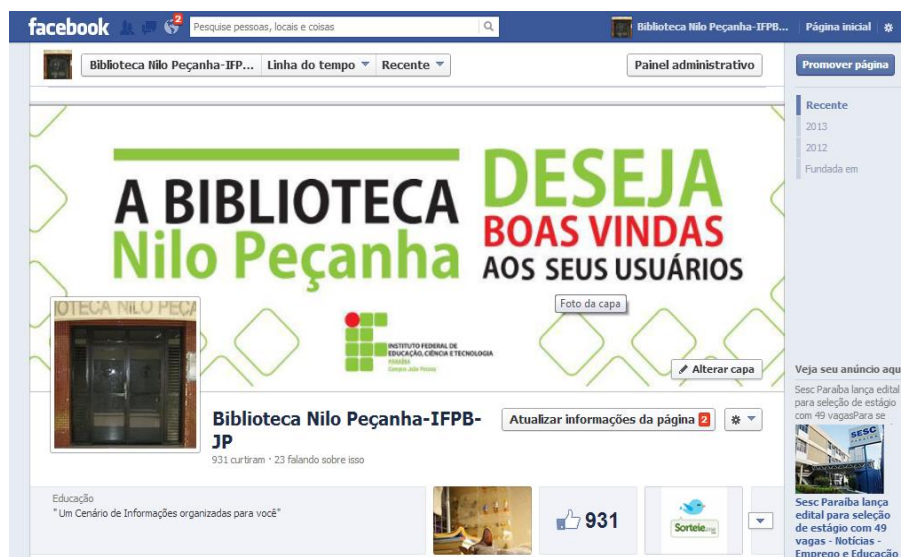 facebook
2
Pesquise pessoas, locais e coisas
Biblioteca Nilo Peçanha-IFPB...
Página inicial
Biblioteca Nilo Peçanha-IFP...
Linha do tempo
Recente
Painel administrativo
Promover página
Recente
2013
2012
Fundada em
A BIBLIOTECA
Nilo Peçanha
DESEJA
BOAS VINDAS
AOS SEUS USUÁRIOS
Foto da capa
IOTECA NILO PEÇA
INSTITUTO FEDERAL DE
EDUCAÇÃO, CIÊNCIA E TECNOLOGIA
PARAÍBA
Campus João Pessoa
Alterar capa
Biblioteca Nilo Peçanha-IFPB-
JP
931 curtiram · 23 falando sobre isso
Atualizar informações da página 2
Educação
"Um Cenário de Informações organizadas para você"
931
Sorteie.me
Veja seu anúncio aqu
Sesc Paraíba lança edital
para seleção de estágio
com 49 vagasPara se
SESC
Sesc Paraíba lança
edital para seleção
de estágio com 49
vagas - Notícias -
Emprego e Educação